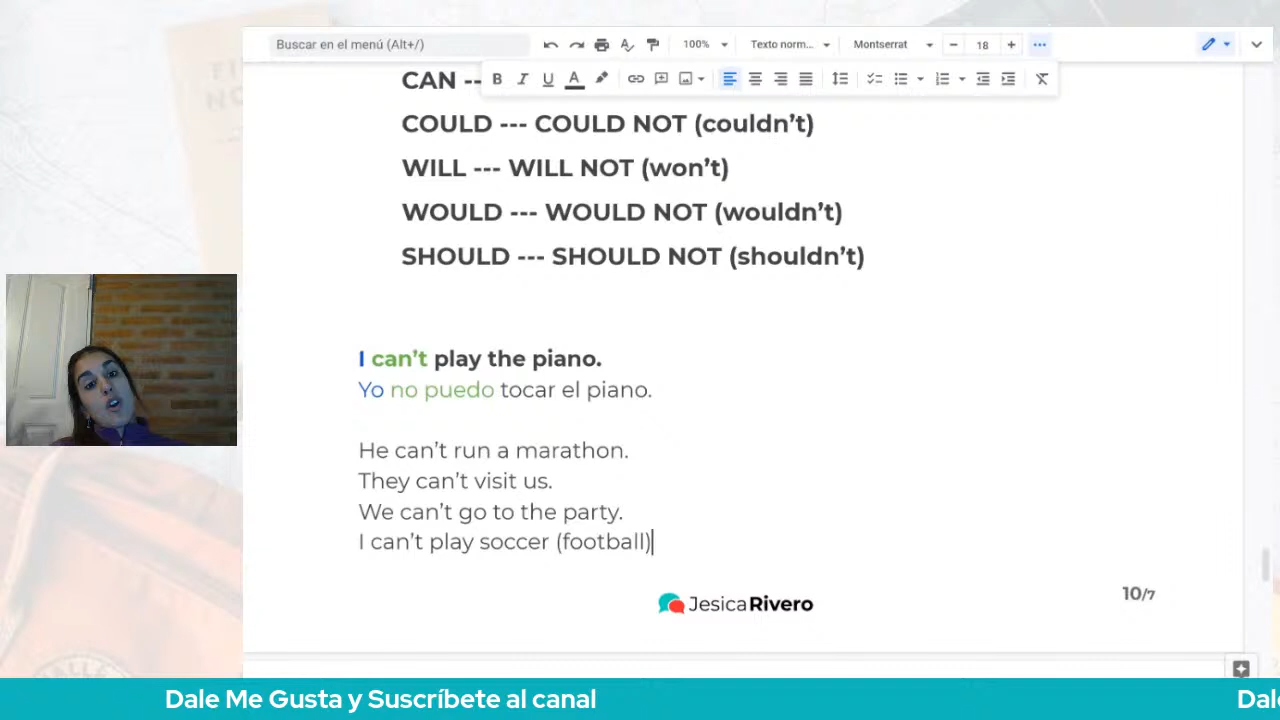 Buscar en el menú (Alt+/)
100%
Texto norm...
Montserrat
18
CAN --
COULD --- COULD NOT (couldn’t)
WILL --- WILL NOT (won’t)
WOULD --- WOULD NOT (wouldn’t)
SHOULD --- SHOULD NOT (shouldn’t)
I can’t play the piano.
Yo no puedo tocar el piano.
He can’t run a marathon.
They can’t visit us.
We can’t go to the party.
I can’t play soccer (football)
JesicaRivero
10/7
Dale Me Gusta y Suscríbete al canal
Dal